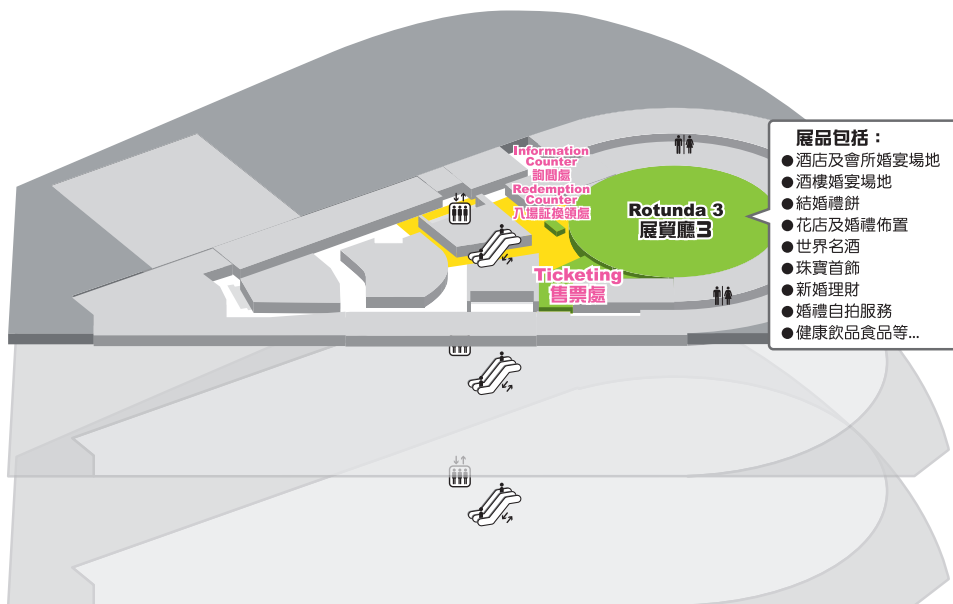 Information
Counter
詢問處
Redemption
Counter
入場証換領處
Rotunda 3
展貿廳3
Ticketing
售票處
展品包括：
●酒店及會所婚宴場地
●酒樓婚宴場地
●結婚禮餅
●花店及婚禮佈置
●世界名酒
●珠寶首飾
●新婚理財
●婚禮自拍服務
●健康飲品食品等...